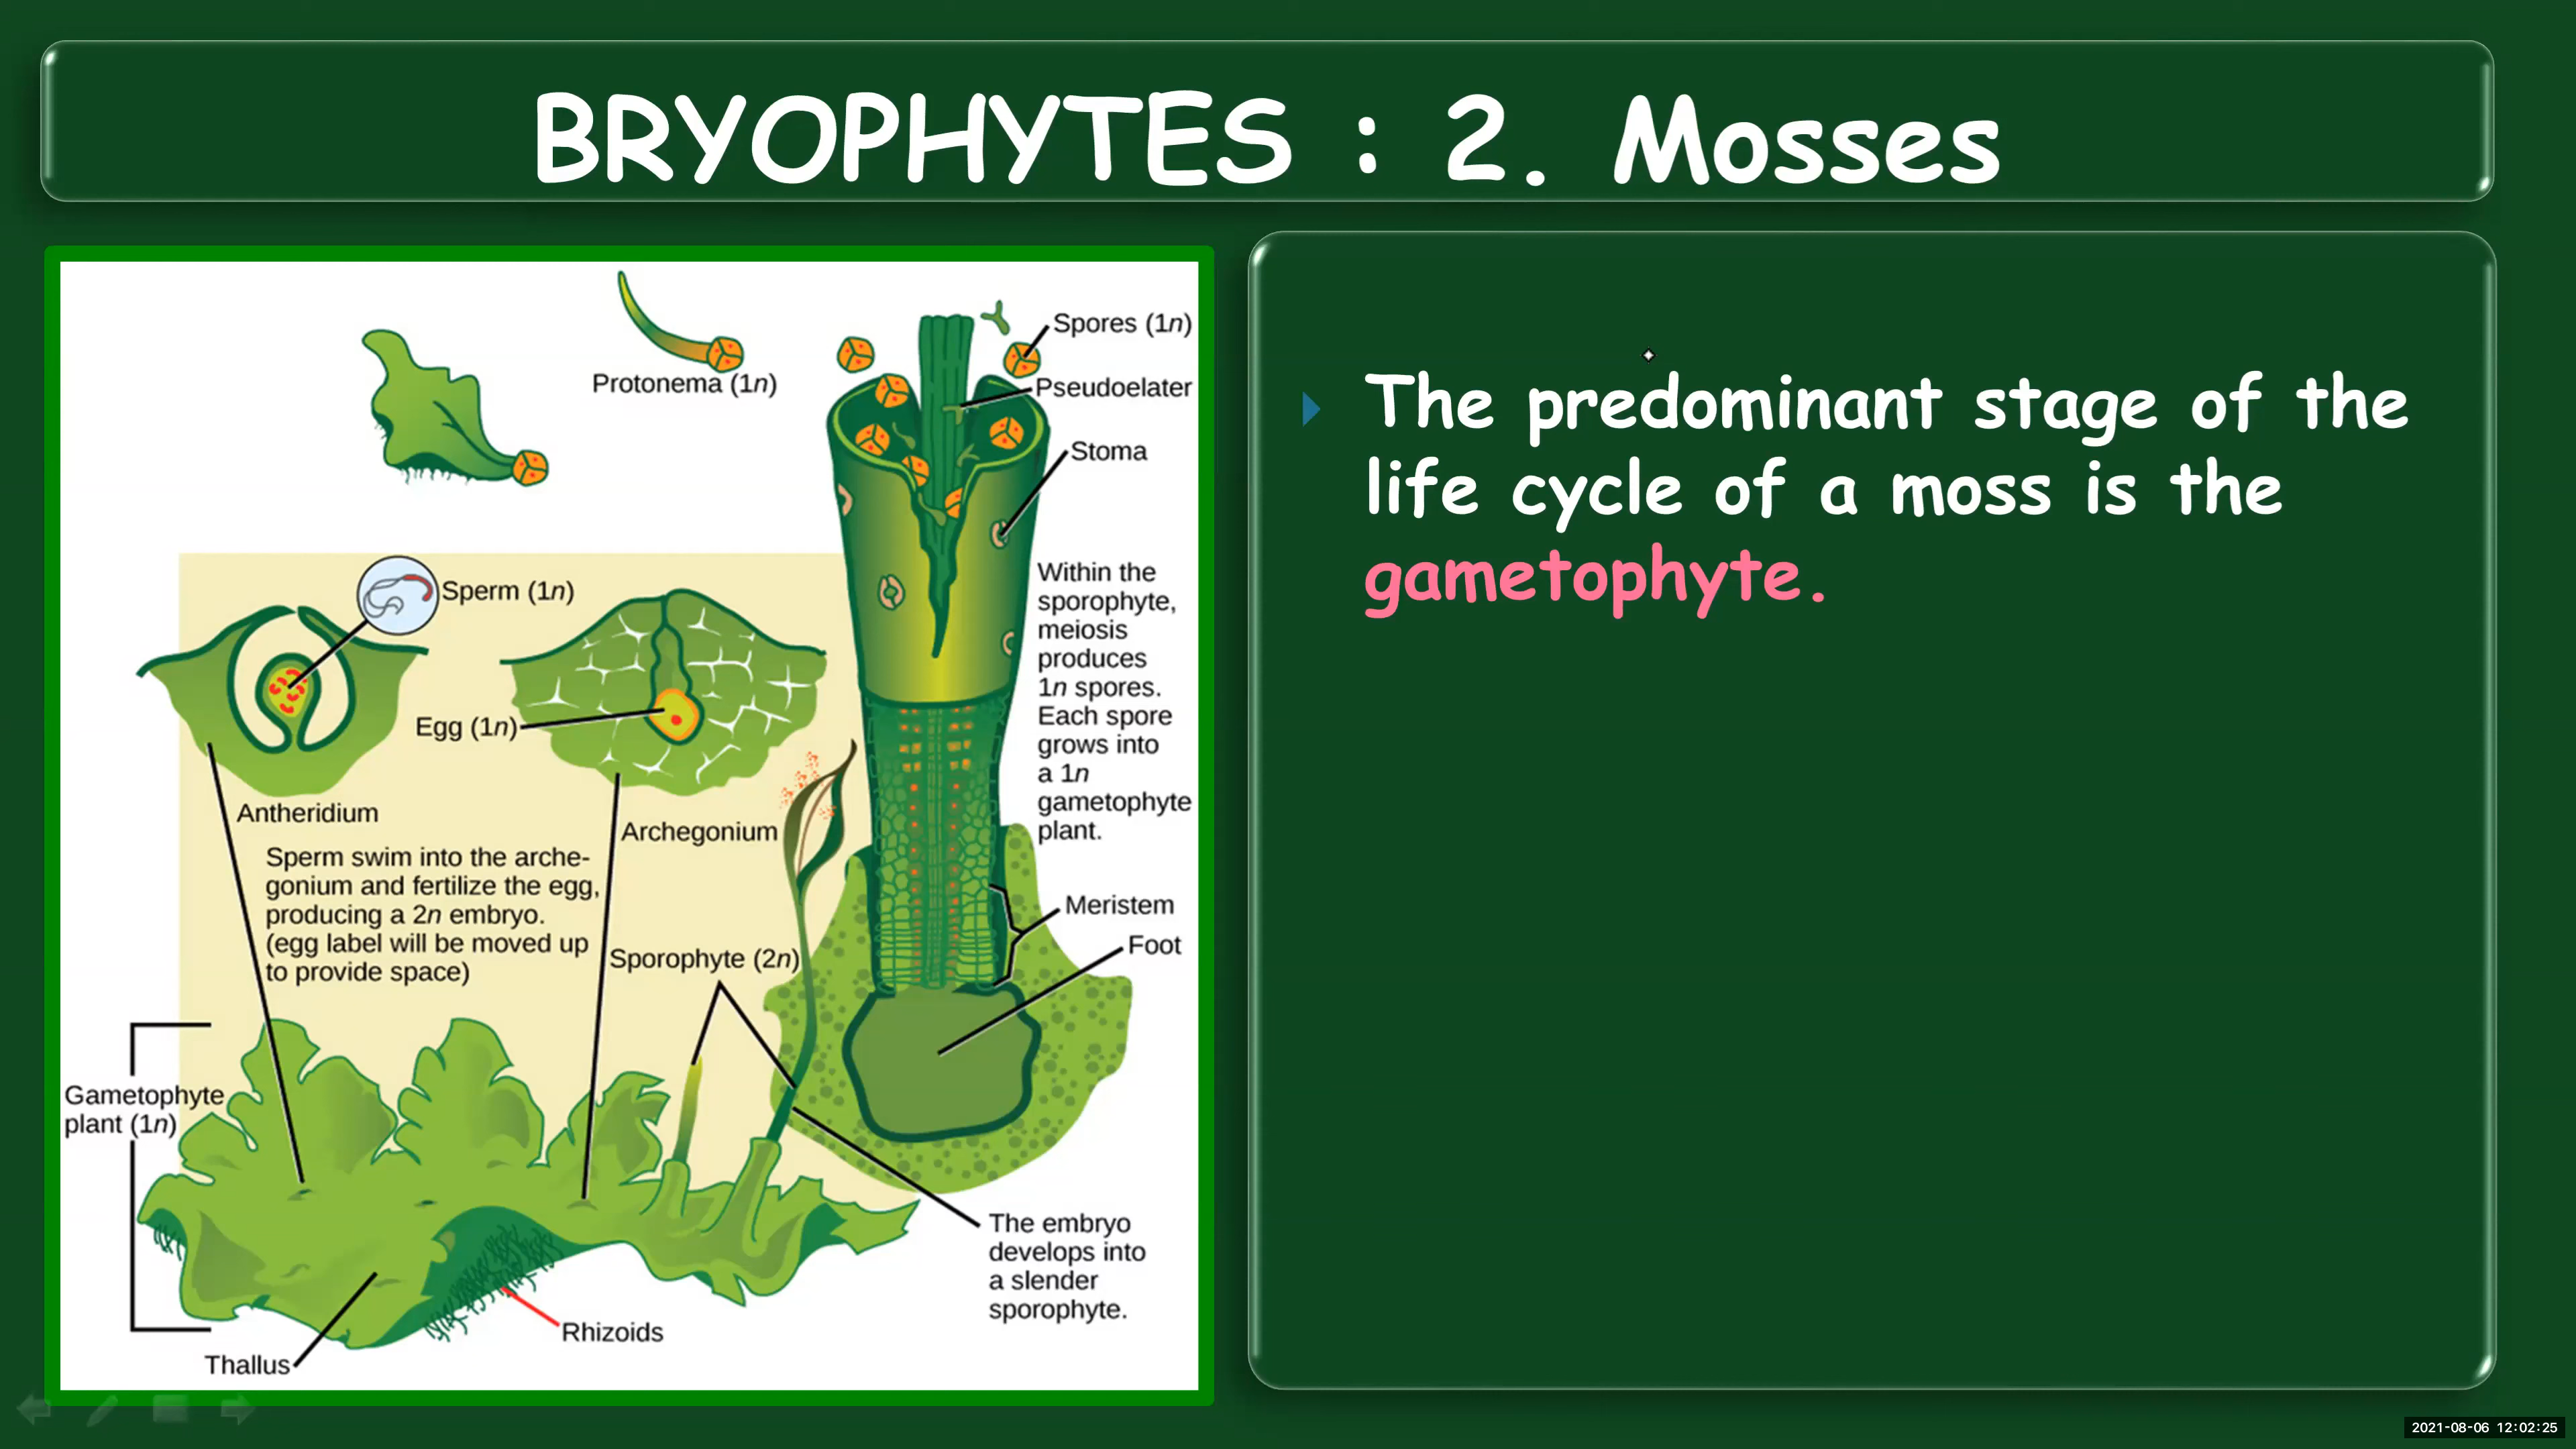 BRYOPHYTES : 2. Mosses
Protonema (1n)
Spores (1n)
Pseudoelater
Stoma
Sperm (1n)
Egg (1n)
Within the
sporophyte,
meiosis
produces
1n spores.
Each spore
grows into
a 1n
gametophyte
plant.
Antheridium
Archegonium
Sperm swim into the arche-
gonium and fertilize the egg,
producing a 2n embryo.
(egg label will be moved up
to provide space)
Sporophyte (2n)
Meristem
Foot
Gametophyte
plant (1n)
The embryo
develops into
a slender
sporophyte.
Rhizoids
Thallus
The predominant stage of the
life cycle of a moss is the
gametophyte.
2021-08-06 12:02:25